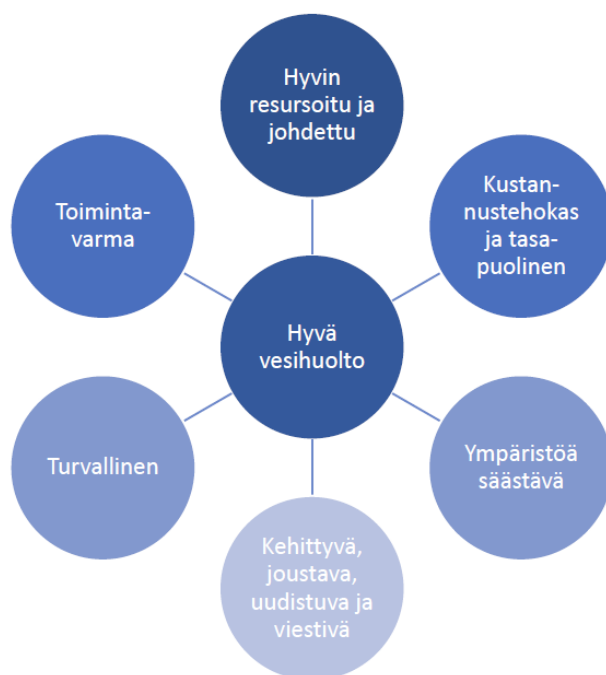 Hyvin
resursoitu ja
johdettu
Kustan-
nustehokas
ja tasa-
puolinen
Ympäristöä
säästävä
Kehittyvä,
joustava,
uudistuva ja
viestivä
Turvallinen
Toiminta-
varma
Hyvä
vesihuolto